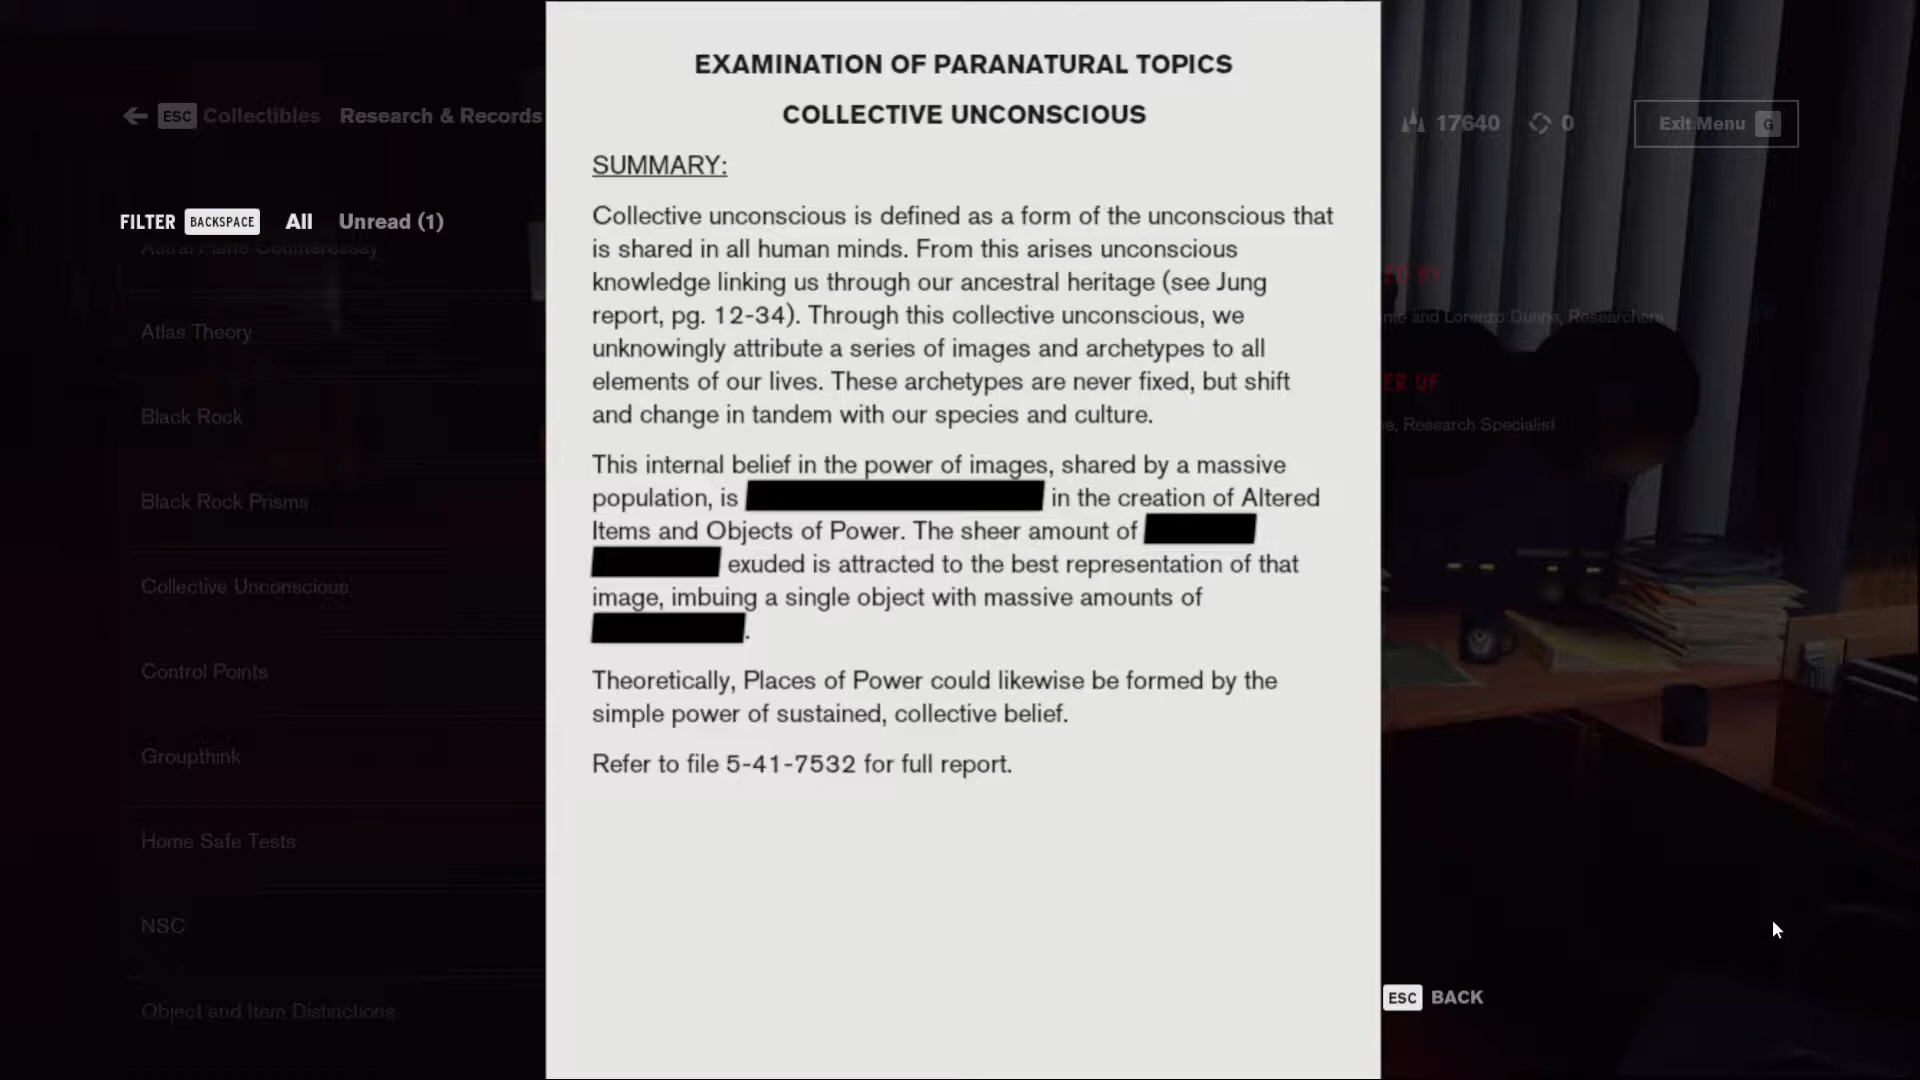 EXAMINATION OF PARANATURAL TOPICS
COLLECTIVE UNCONSCIOUS
ESC Collectibles Research & Records
17640 0
Exit Menu G
SUMMARY:
FILTER BACKSPACE All Unread (1)
Collective unconscious is defined as a form of the unconscious that
is shared in all human minds. From this arises unconscious
knowledge linking us through our ancestral heritage (see Jung
report, pg. 12-34). Through this collective unconscious, we
unknowingly attribute a series of images and archetypes to all
elements of our lives. These archetypes are never fixed, but shift
and change in tandem with our species and culture.
This internal belief in the power of images, shared by a massive
population, is in the creation of Altered
Items and Objects of Power. The sheer amount of
exuded is attracted to the best representation of that
image, imbuing a single object with massive amounts of
.
Theoretically, Places of Power could likewise be formed by the
simple power of sustained, collective belief.
Refer to file 5-41-7532 for full report.
Astral Plane Counteressay
Atlas Theory
Black Rock
Black Rock Prisms
Collective Unconscious
Control Points
Groupthink
Home Safe Tests
NSC
Object and Item Distinctions
and Lorenzo Dunne, Researchers
Research Specialist
ESC BACK